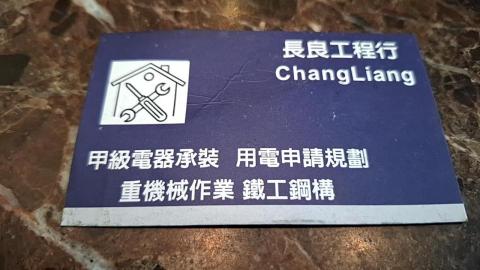 長良工程行
ChangLiang
甲級電器承裝 用電申請規劃
重機械作業 鐵工鋼構